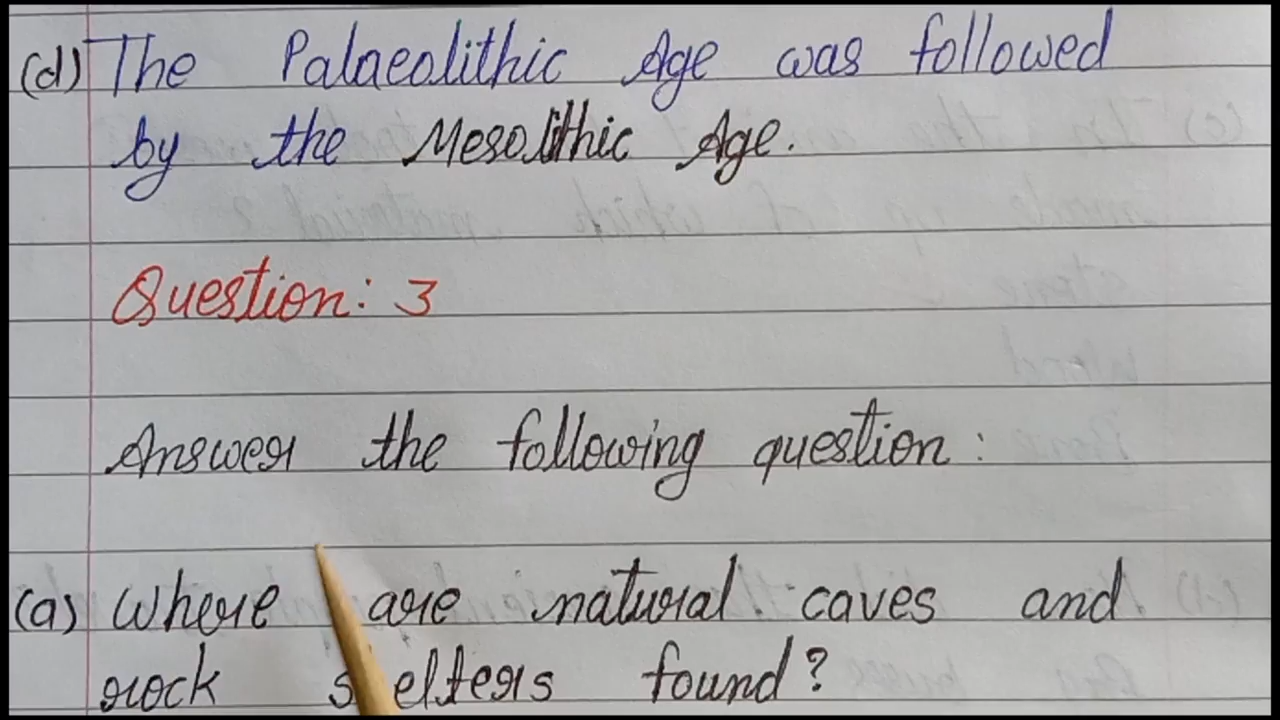 (d) The Palaeolithic Age was followed
by the Mesolithic Age.
Question: 3
Answer the following question:
(a) Where are natural caves and
rock shelters found?